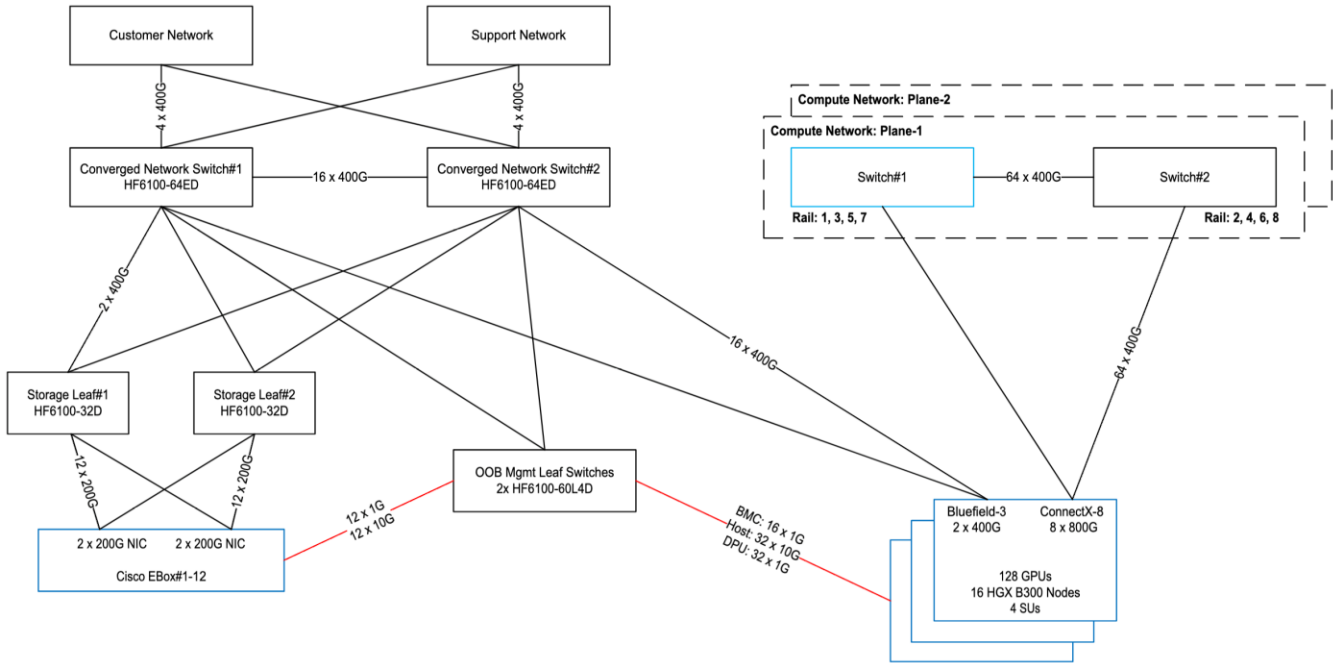 Customer Network
Support Network
4 x 400G
4 x 400G
Compute Network: Plane-2
Compute Network: Plane-1
Converged Network Switch#1
HF6100-64ED
16 x 400G
Converged Network Switch#2
HF6100-64ED
Switch#1
64 x 400G
Switch#2
Rail: 1, 3, 5, 7
Rail: 2, 4, 6, 8
2 x 400G
16 x 400G
64 x 400G
Storage Leaf#1
HF6100-32D
Storage Leaf#2
HF6100-32D
12 x 200G
12 x 200G
OOB Mgmt Leaf Switches
2x HF6100-60L4D
12 x 1G
12 x 10G
BMC: 16 x 1G
Host: 32 x 10G
DPU: 32 x 1G
2 x 200G NIC
2 x 200G NIC
Cisco EBox#1-12
Bluefield-3
2 x 400G
ConnectX-8
8 x 800G
128 GPUs
16 HGX B300 Nodes
4 SUs